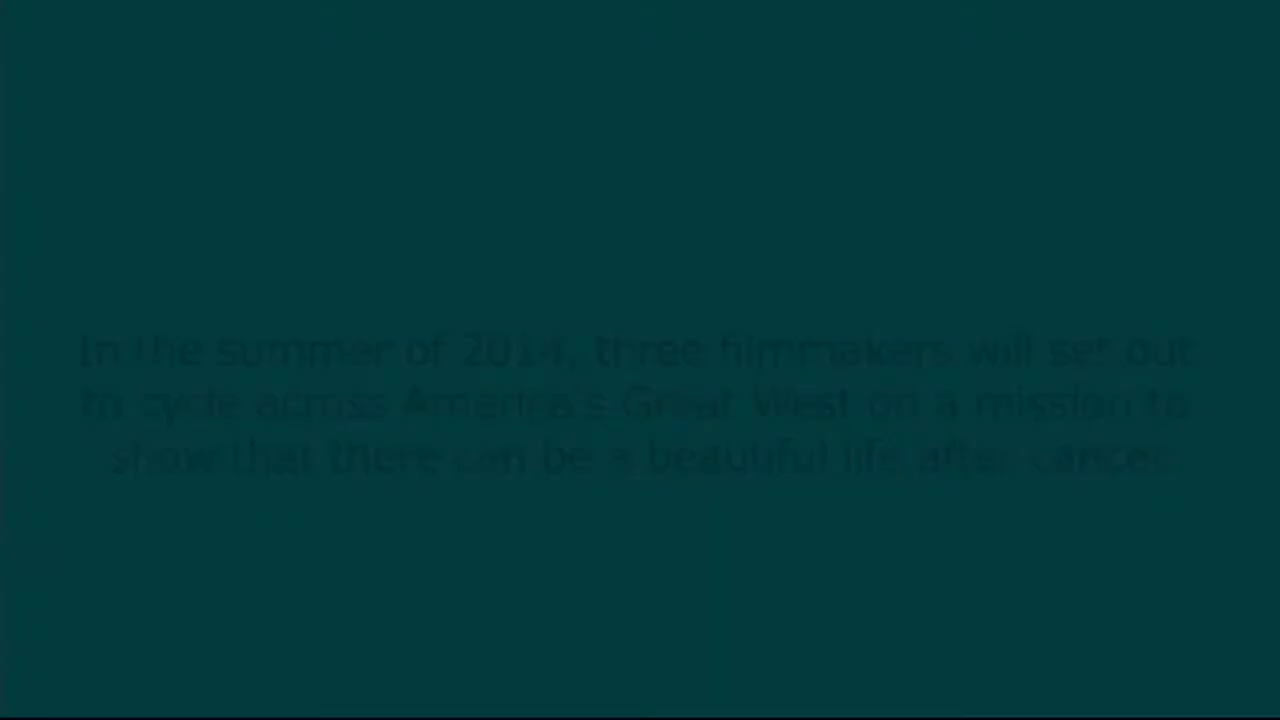 In the summer of 2014, three filmmakers will set out
to cycle across America's Great West on a mission to
show that there can be a beautiful life after cancer